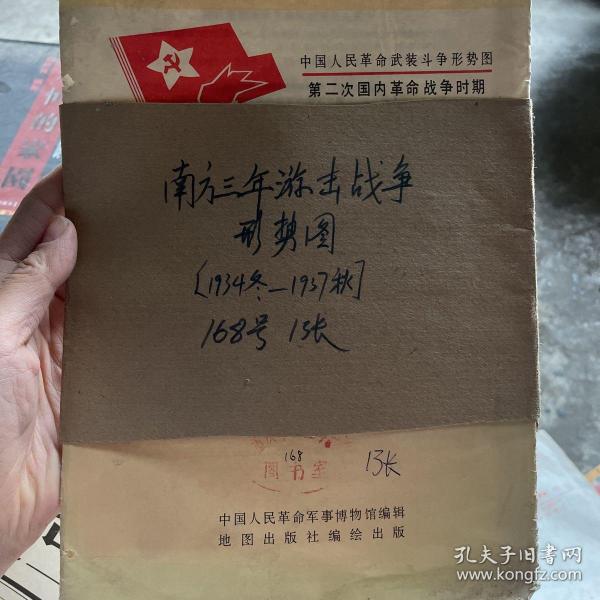 中国人民革命武装斗争形势图
第二次国内革命战争时期
南方三年游击战争
形势图
[1934冬—1937秋]
168号 13张
168
图书室
13张
中国人民革命军事博物馆编辑
地图出版社编绘出版
孔夫子旧书网
www.kongfz.com